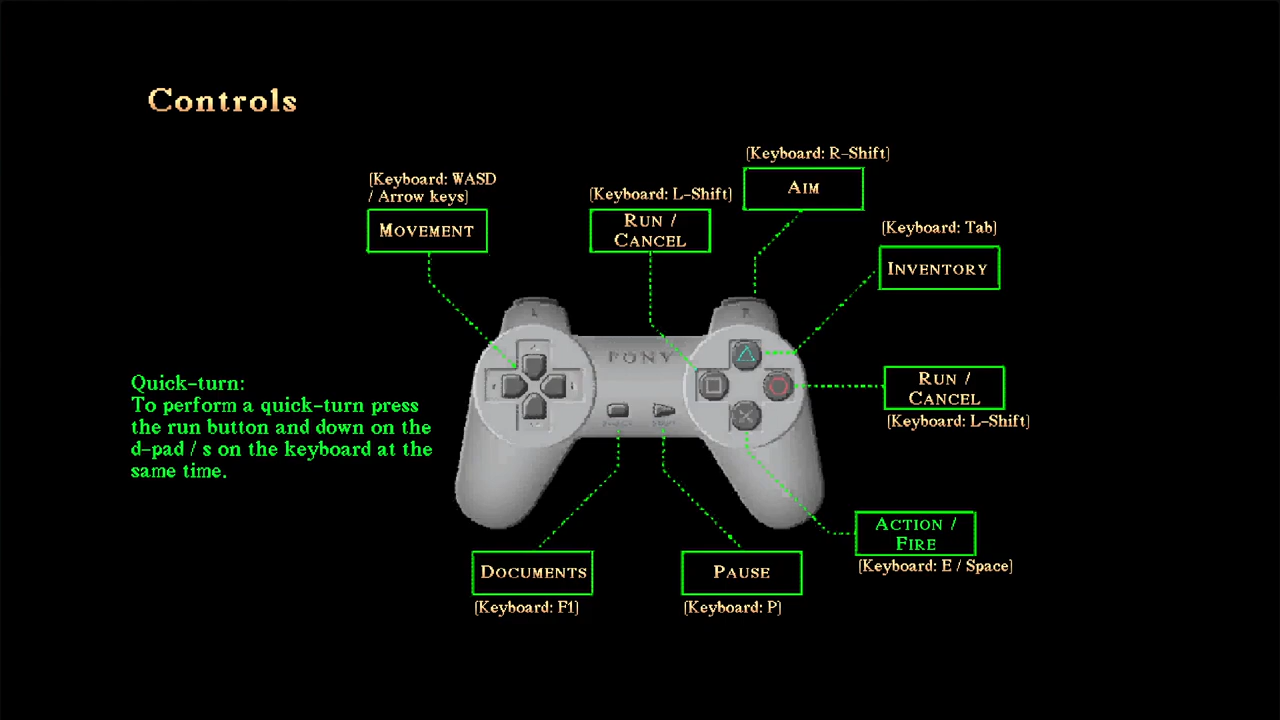 Controls
[Keyboard: R-Shift]
AIM
[Keyboard: WASD
/ Arrow keys]
MOVEMENT
[Keyboard: L-Shift]
RUN /
CANCEL
[Keyboard: Tab]
INVENTORY
PONY
Quick-turn:
To perform a quick-turn press
the run button and down on the
d-pad / s on the keyboard at the
same time.
RUN /
CANCEL
[Keyboard: L-Shift]
ACTION /
FIRE
[Keyboard: E / Space]
DOCUMENTS
[Keyboard: F1]
PAUSE
[Keyboard: P]